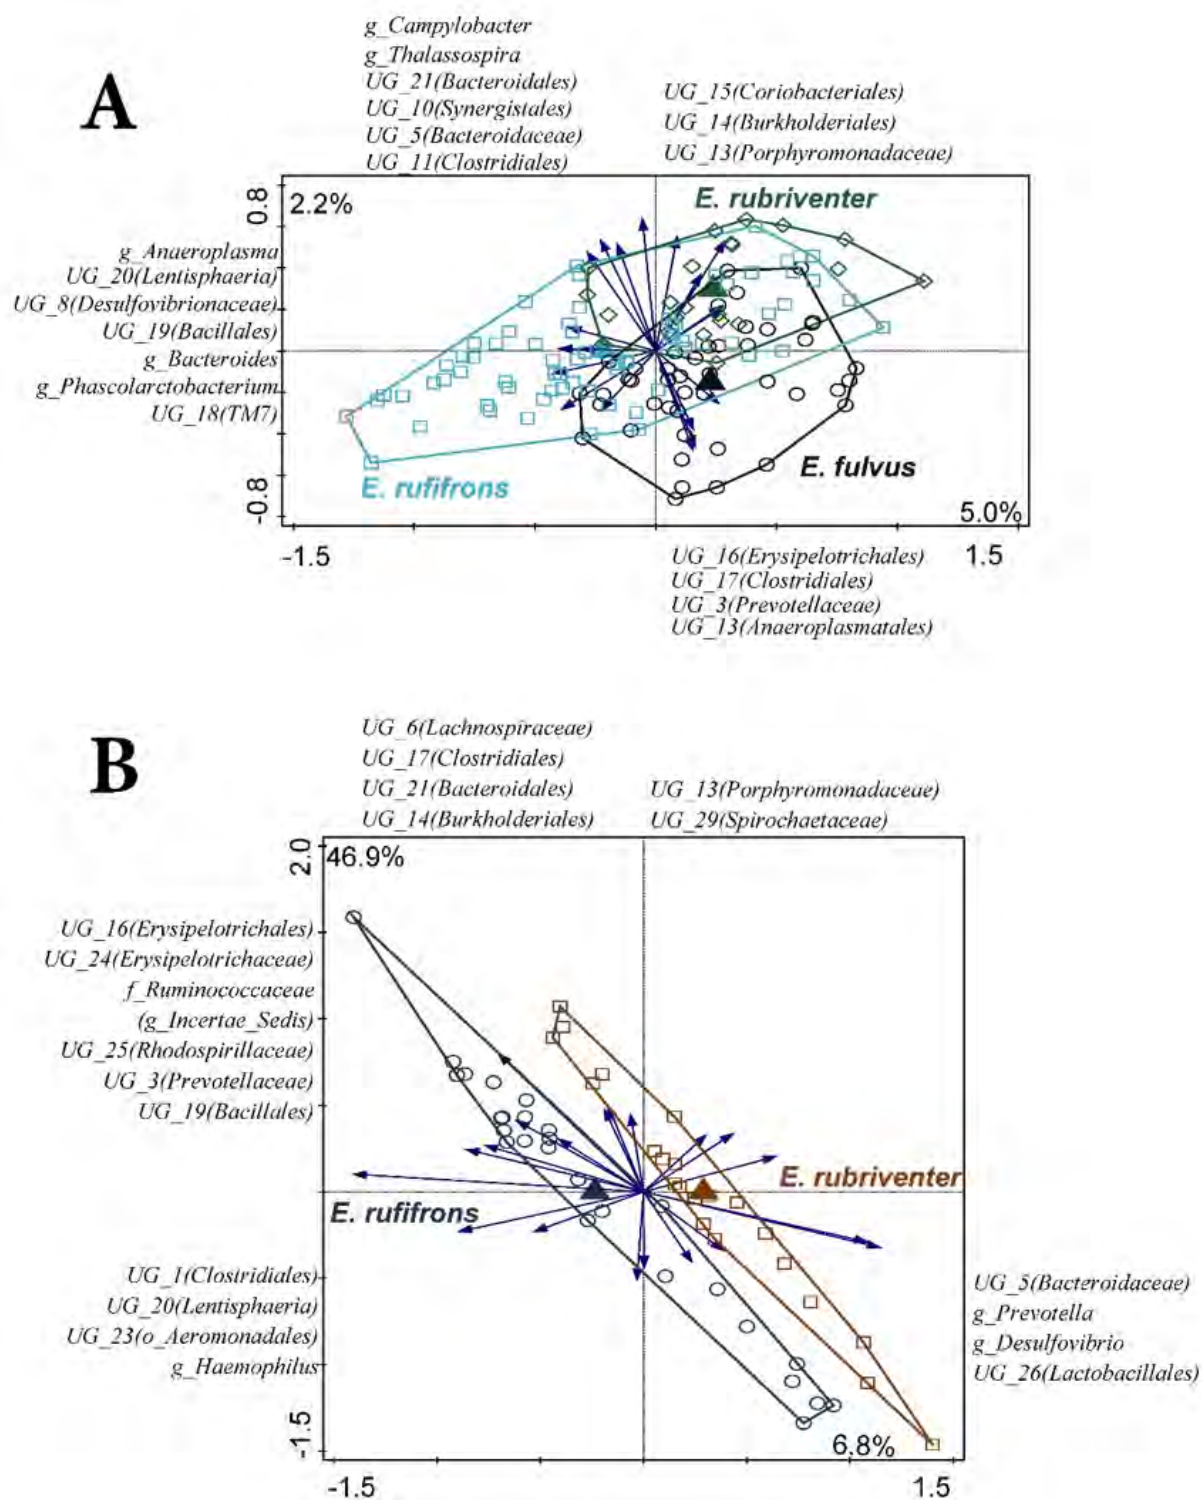 A
g_Campylobacter
g_Thalassospira
UG_21(Bacteroidales)
UG_10(Synergistales)
UG_5(Bacteroidaceae)
UG_11(Clostridiales)
UG_15(Coriobacteriales)
UG_14(Burkholderiales)
UG_13(Porphyromonadaceae)
0.8
2.2%
E. rubriventer
g_Anaeroplasma
UG_20(Lentisphaeria)
UG_8(Desulfovibrionaceae)
UG_19(Bacillales)
g_Bacteroides
g_Phascolarctobacterium
UG_18(TM7)
E. rufifrons
E. fulvus
-0.8
5.0%
-1.5
1.5
UG_16(Erysipelotrichales)
UG_17(Clostridiales)
UG_3(Prevotellaceae)
UG_13(Anaeroplasmatales)
B
UG_6(Lachnospiraceae)
UG_17(Clostridiales)
UG_21(Bacteroidales)
UG_14(Burkholderiales)
UG_13(Porphyromonadaceae)
UG_29(Spirochaetaceae)
2.0
46.9%
UG_16(Erysipelotrichales)
UG_24(Erysipelotrichaceae)
f_Ruminococcaceae
(g_Incertae_Sedis)
UG_25(Rhodospirillaceae)
UG_3(Prevotellaceae)
UG_19(Bacillales)
E. rubriventer
E. rufifrons
UG_1(Clostridiales)
UG_20(Lentisphaeria)
UG_23(o_Aeromonadales)
g_Haemophilus
UG_5(Bacteroidaceae)
g_Prevotella
g_Desulfovibrio
UG_26(Lactobacillales)
-1.5
6.8%
-1.5
1.5